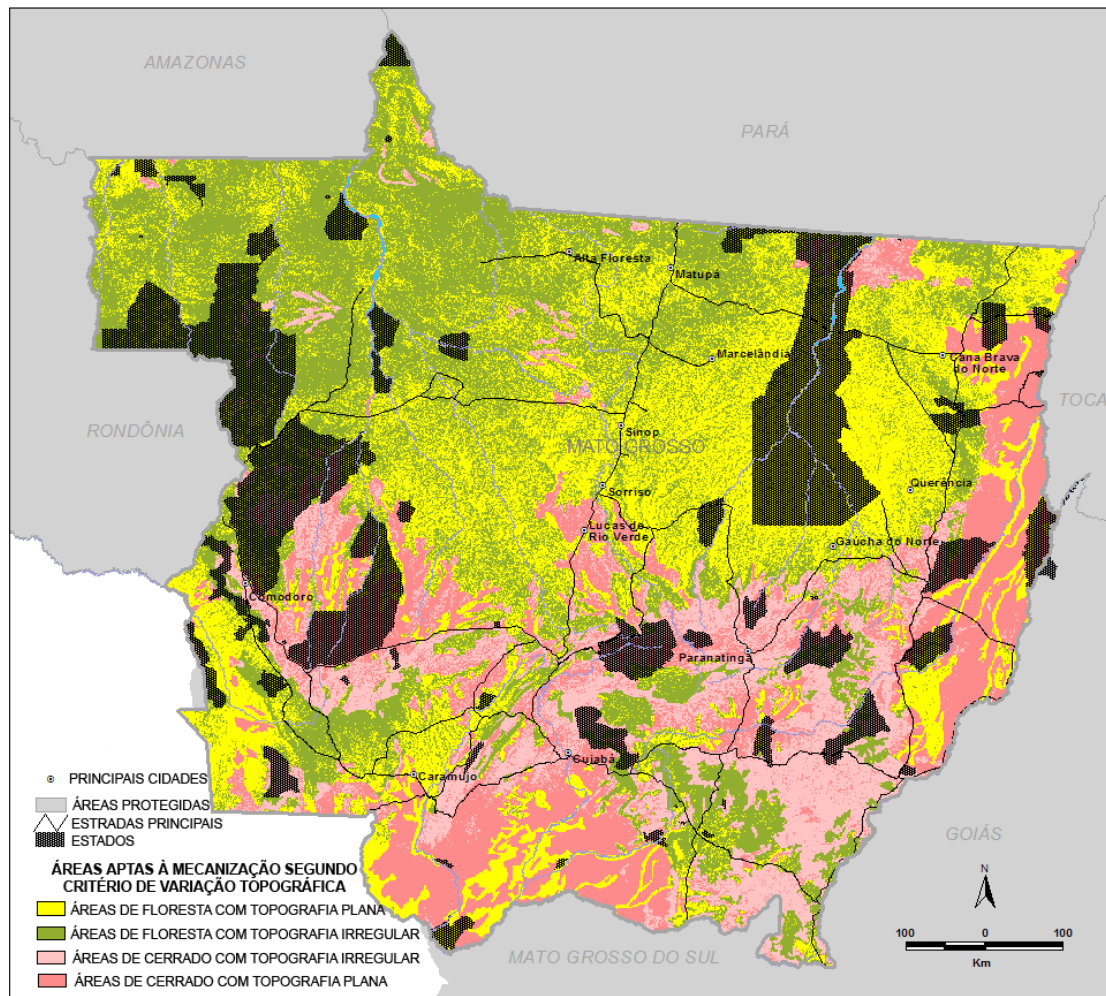 AMAZONAS
PARÁ
Alta Floresta
Matupá
Marcelândia
Cana Brava
do Norte
TOCA
RONDÔNIA
Sinop
MATO GROSSO
Querência
Sorriso
Lucas do
Rio Verde
Gaúcha do Norte
Comodoro
Paranatinga
Cuiabá
Caramujo
GOIÁS
MATO GROSSO DO SUL
PRINCIPAIS CIDADES
ÁREAS PROTEGIDAS
ESTRADAS PRINCIPAIS
ESTADOS
ÁREAS APTAS À MECANIZAÇÃO SEGUNDO
CRITÉRIO DE VARIAÇÃO TOPOGRÁFICA
ÁREAS DE FLORESTA COM TOPOGRAFIA PLANA
ÁREAS DE FLORESTA COM TOPOGRAFIA IRREGULAR
ÁREAS DE CERRADO COM TOPOGRAFIA IRREGULAR
ÁREAS DE CERRADO COM TOPOGRAFIA PLANA
N
100 0 100
Km